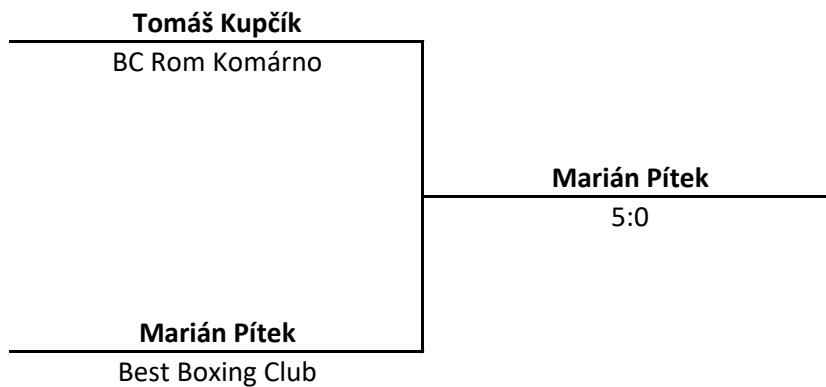 Tomáš Kupčík
BC Rom Komárno
Marián Pítek
5:0
Marián Pítek
Best Boxing Club